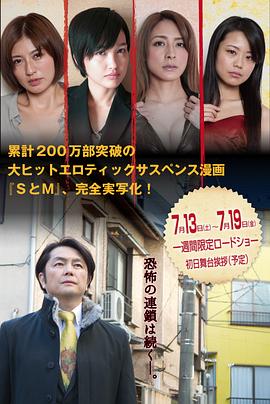 累計200万部突破の
大ヒットエロティックサスペンス漫画
『SとM』、完全実写化！
7月13日(土)～7月19日(金)
一週間限定ロードショー
初日舞台挨拶(予定)
恐怖の連鎖は続く―。